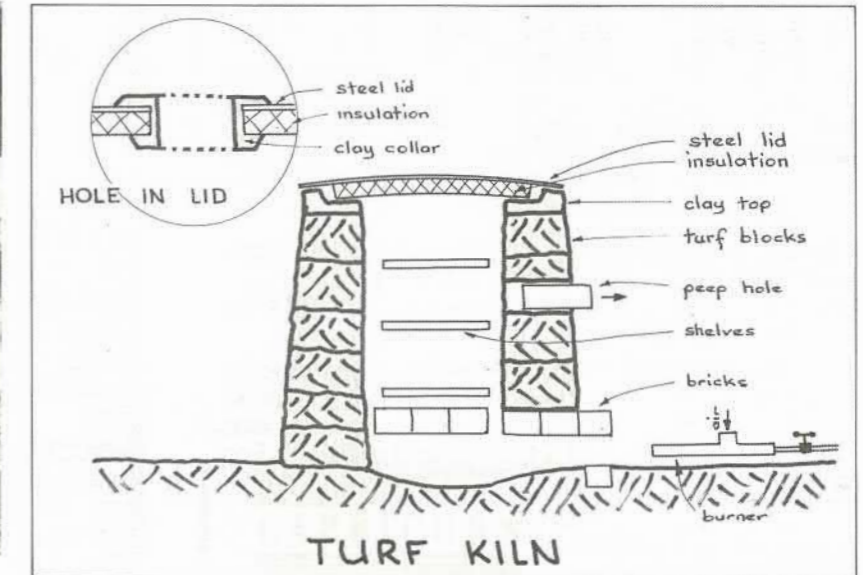 steel lid
insulation
clay collar
HOLE IN LID
steel lid
insulation
clay top
turf blocks
peep hole
shelves
bricks
burner
TURF KILN